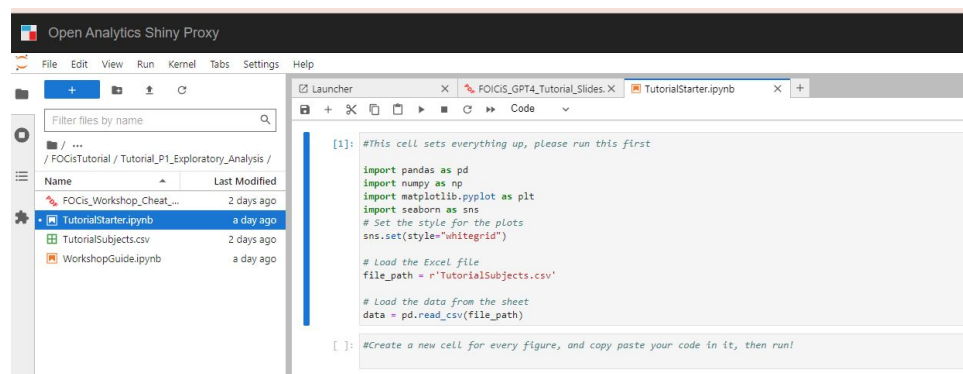 Open Analytics Shiny Proxy
File Edit View Run Kernel Tabs Settings Help
Filter files by name
/ ...
/ FOCisTutorial / Tutorial_P1_Exploratory_Analysis /
Name Last Modified
FOCis_Workshop_Cheat_... 2 days ago
TutorialStarter.ipynb a day ago
TutorialSubjects.csv 2 days ago
WorkshopGuide.ipynb a day ago
Launcher FOICiS_GPT4_Tutorial_Slides. TutorialStarter.ipynb
Code
[1]: #This cell sets everything up, please run this first
import pandas as pd
import numpy as np
import matplotlib.pyplot as plt
import seaborn as sns
# Set the style for the plots
sns.set(style="whitegrid")
# Load the Excel file
file_path = r'TutorialSubjects.csv'
# Load the data from the sheet
data = pd.read_csv(file_path)
[ ]: #Create a new cell for every figure, and copy paste your code in it, then run!